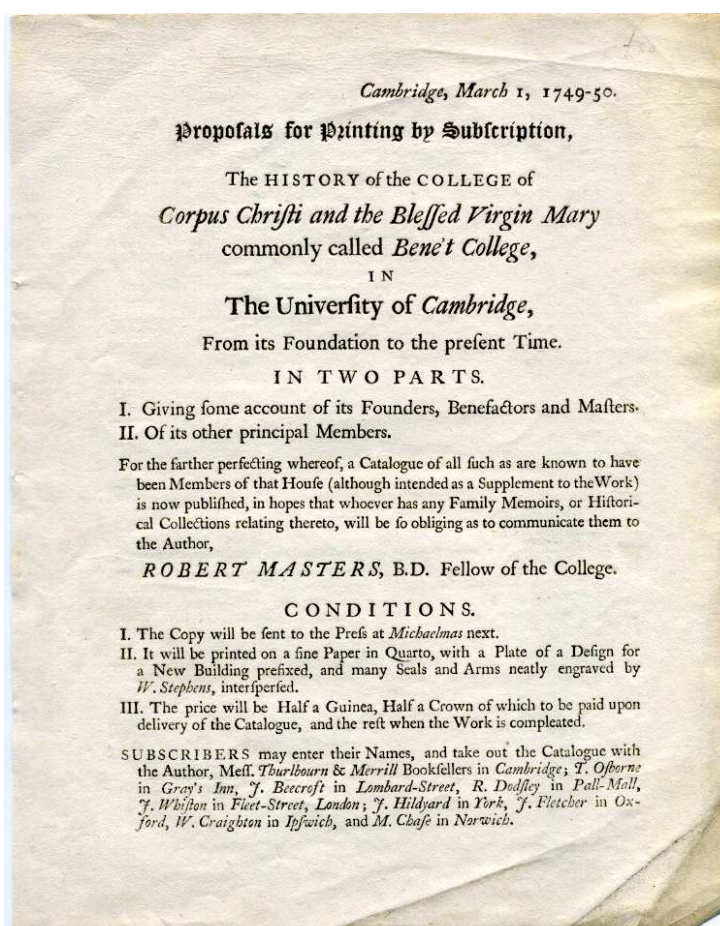 Cambridge, March 1, 1749-50.
Propoſals for Printing by Subſcription,
The HISTORY of the COLLEGE of
Corpus Chriſti and the Bleſſed Virgin Mary
commonly called Bene't College,
IN
The Univerſity of Cambridge,
From its Foundation to the preſent Time.
IN TWO PARTS.
I. Giving ſome account of its Founders, Benefactors and Maſters.
II. Of its other principal Members.
For the farther perfecting whereof, a Catalogue of all ſuch as are known to have
been Members of that Houſe (although intended as a Supplement to the Work)
is now publiſhed, in hopes that whoever has any Family Memoirs, or Hiſtori-
cal Collections relating thereto, will be ſo obliging as to communicate them to
the Author,
ROBERT MASTERS, B.D. Fellow of the College.
CONDITIONS.
I. The Copy will be ſent to the Preſs at Michaelmas next.
II. It will be printed on a fine Paper in Quarto, with a Plate of a Deſign for
a New Building prefixed, and many Seals and Arms neatly engraved by
W. Stephens, interſperſed.
III. The price will be Half a Guinea, Half a Crown of which to be paid upon
delivery of the Catalogue, and the reſt when the Work is compleated.
SUBSCRIBERS may enter their Names, and take out the Catalogue with
the Author, Meſſ. Thurlbourn & Merrill Bookſellers in Cambridge; T. Oſborne
in Gray's Inn, J. Beecroft in Lombard-Street, R. Dodſley in Pall-Mall,
J. Whiſton in Fleet-Street, London; J. Hildyard in York, J. Fletcher in Ox-
ford, W. Craighton in Ipſwich, and M. Chaſe in Norwich.